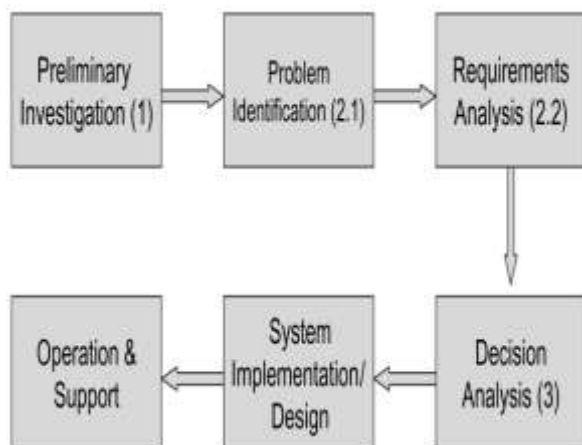 Preliminary
Investigation (1)
Problem
Identification (2.1)
Requirements
Analysis (2.2)
Decision
Analysis (3)
System
Implementation/
Design
Operation &
Support